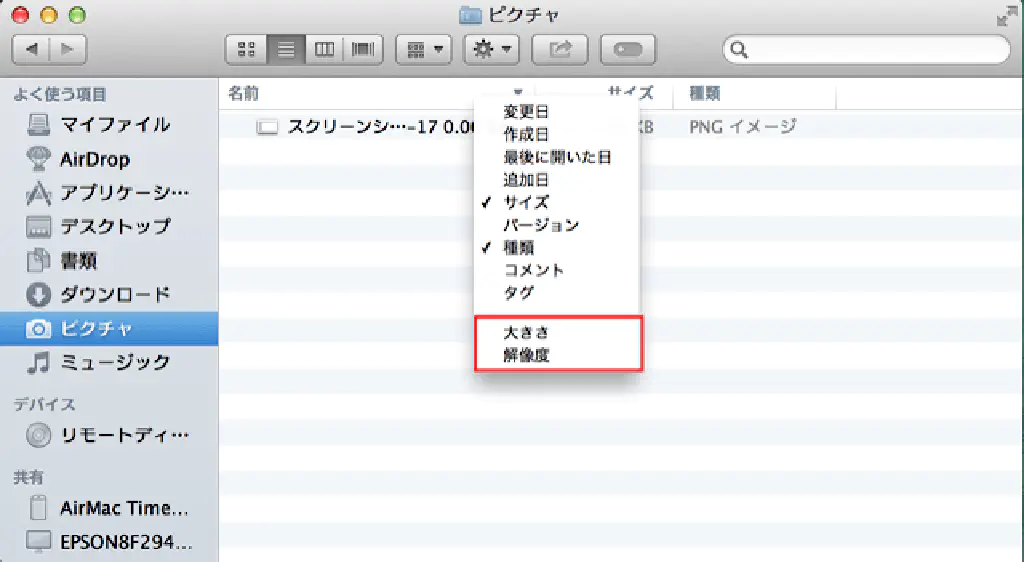 ピクチャ
よく使う項目
マイファイル
AirDrop
アプリケーシ…
デスクトップ
書類
ダウンロード
ピクチャ
ミュージック
デバイス
リモートディ…
共有
AirMac Time...
EPSON8F294...
名前 サイズ 種類
スクリーンシ…-17 0.0 KB PNG イメージ
変更日
作成日
最後に開いた日
追加日
✓ サイズ
バージョン
✓ 種類
コメント
タグ
大きさ
解像度